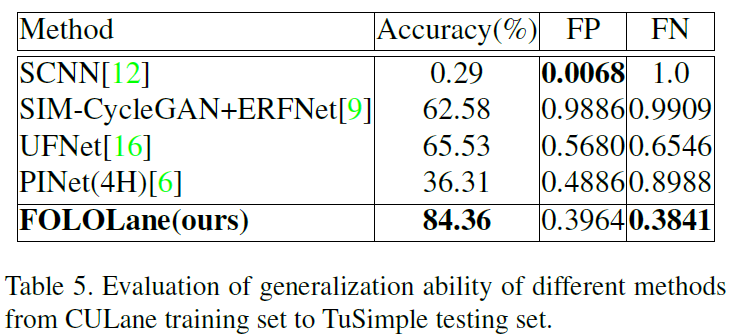 Method Accuracy(%) FP FN
SCNN[12] 0.29 0.0068 1.0
SIM-CycleGAN+ERFNet[9] 62.58 0.9886 0.9909
UFNet[16] 65.53 0.5680 0.6546
PINet(4H)[6] 36.31 0.4886 0.8988
FOLOLane(ours) 84.36 0.3964 0.3841
Table 5. Evaluation of generalization ability of different methods
from CULane training set to TuSimple testing set.